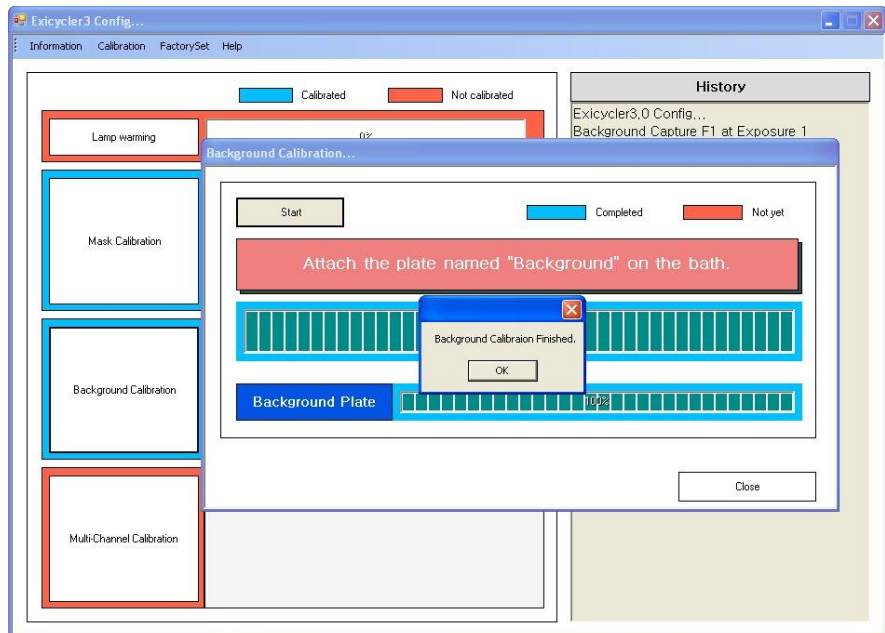 Exicycler3 Config...
Information Calibration FactorySet Help
Calibrated Not calibrated
History
Exicycler3,0 Config,,,
Background Capture F1 at Exposure 1
Lamp warming
0%
Background Calibration...
Start
Completed Not yet
Mask Calibration
Attach the plate named "Background" on the bath.
Background Calibraion Finished.
OK
Background Calibration
Background Plate
100%
Close
Multi-Channel Calibration